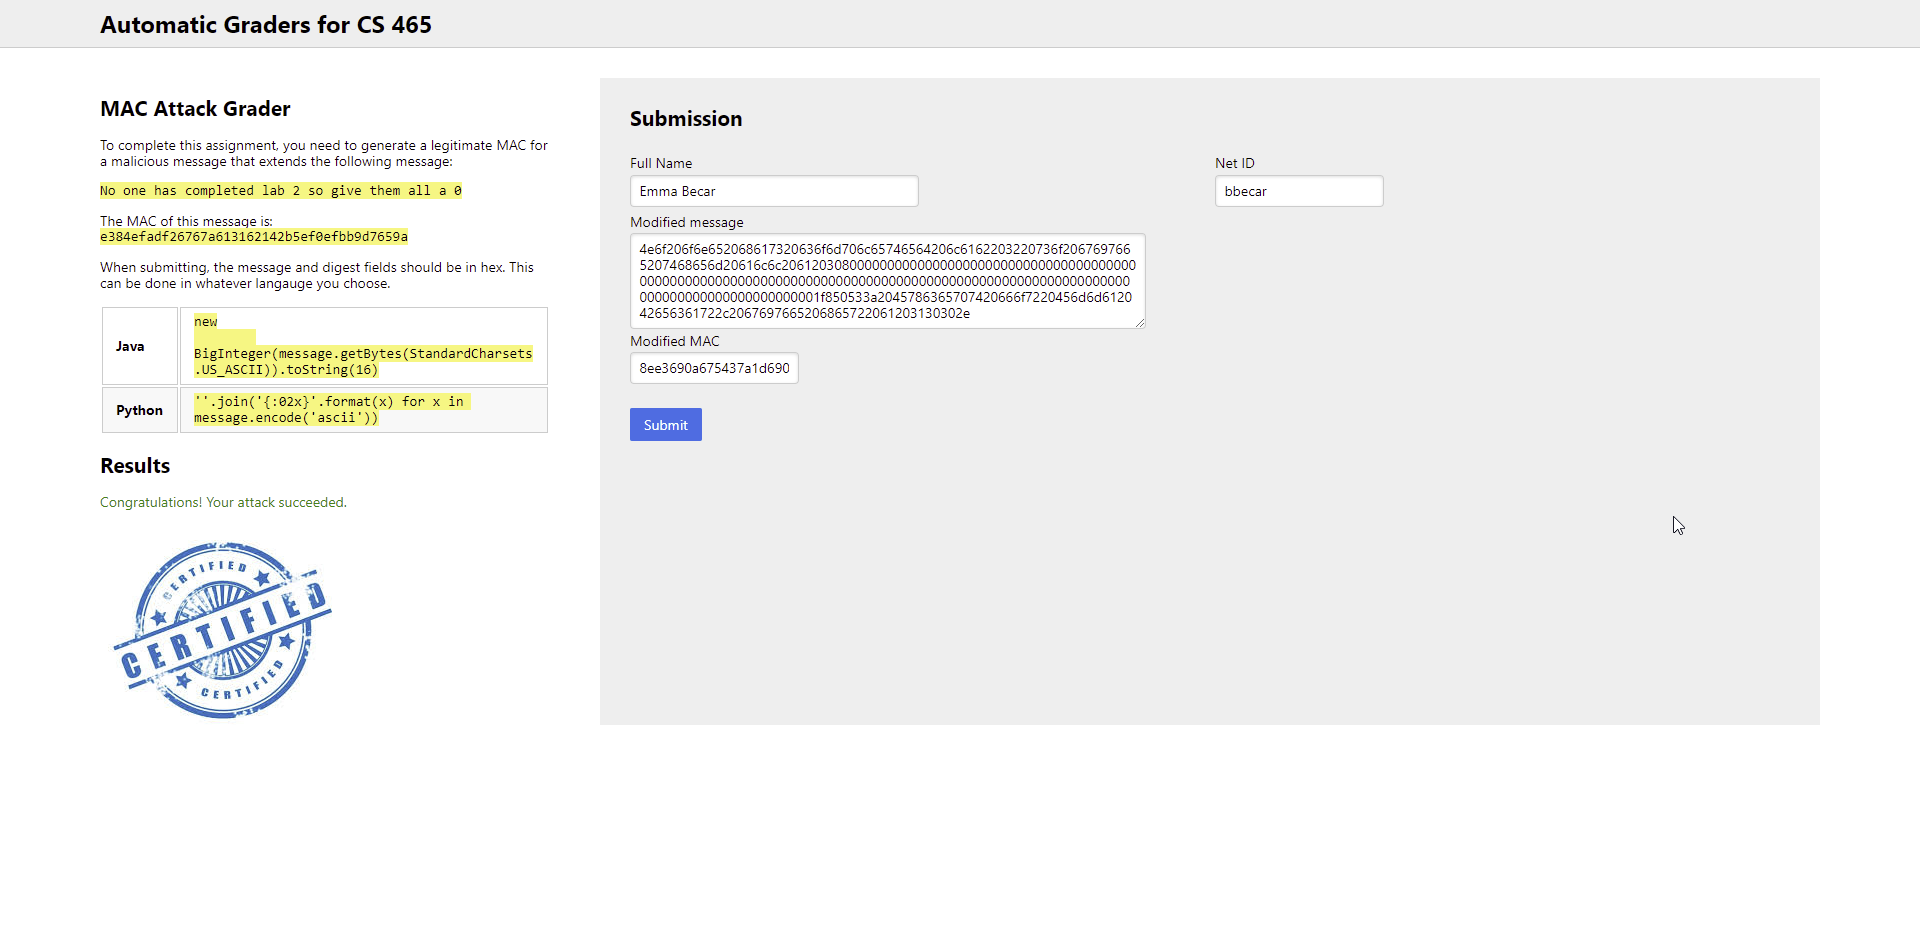 Automatic Graders for CS 465
MAC Attack Grader
To complete this assignment, you need to generate a legitimate MAC for
a malicious message that extends the following message:
No one has completed lab 2 so give them all a 0
The MAC of this message is:
e384efadf26767a613162142b5ef0efbb9d7659a
When submitting, the message and digest fields should be in hex. This
can be done in whatever langauge you choose.
Java
new
BigInteger(message.getBytes(StandardCharsets
.US_ASCII)).toString(16)
Python
''.join('{:02x}'.format(x) for x in
message.encode('ascii'))
Results
Congratulations! Your attack succeeded.
CERTIFIED
CERTIFIED
CERTIFIED
Submission
Full Name
Net ID
Emma Becar
bbecar
Modified message
4e6f206f6e652068617320636f6d706c65746564206c6162203220736f206769766
5207468656d20616c6c20612030800000000000000000000000000000000000000
00000000000000000000000000000000000000000000000000000000000000000
000000000000000000000001f850533a2045786365707420666f7220456d6d6120
42656361722c2067697665206865722061203130302e
Modified MAC
8ee3690a675437a1d690
Submit